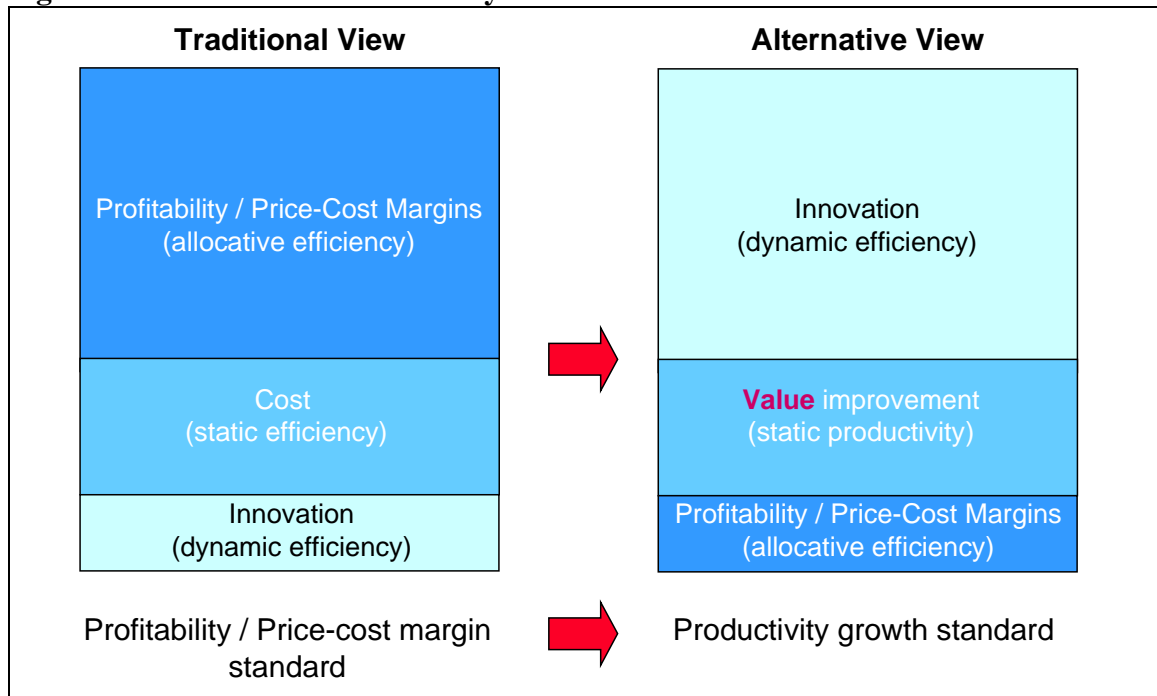 Traditional View
Profitability / Price-Cost Margins
(allocative efficiency)
Cost
(static efficiency)
Innovation
(dynamic efficiency)
Profitability / Price-cost margin
standard
Alternative View
Innovation
(dynamic efficiency)
Value improvement
(static productivity)
Profitability / Price-Cost Margins
(allocative efficiency)
Productivity growth standard